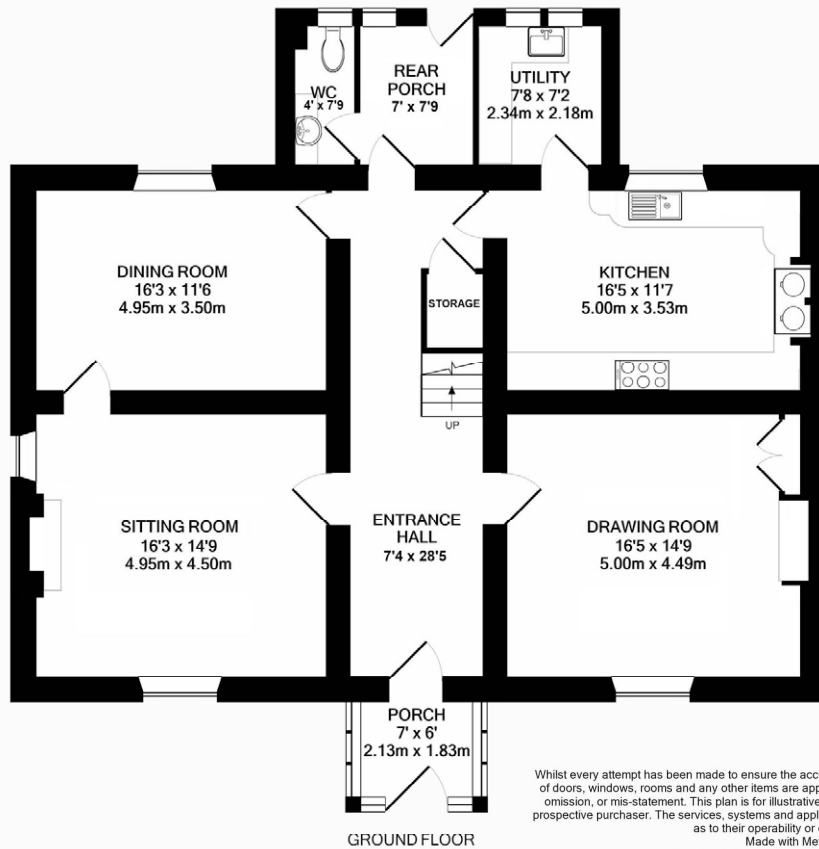 WC
4' x 7'9
REAR
PORCH
7' x 7'9
UTILITY
7'8 x 7'2
2.34m x 2.18m
DINING ROOM
16'3 x 11'6
4.95m x 3.50m
STORAGE
KITCHEN
16'5 x 11'7
5.00m x 3.53m
UP
SITTING ROOM
16'3 x 14'9
4.95m x 4.50m
ENTRANCE
HALL
7'4 x 28'5
DRAWING ROOM
16'5 x 14'9
5.00m x 4.49m
PORCH
7' x 6'
2.13m x 1.83m
GROUND FLOOR
Whilst every attempt has been made to ensure the acc
of doors, windows, rooms and any other items are app
omission, or mis-statement. This plan is for illustrative
prospective purchaser. The services, systems and appl
as to their operability or
Made with Me